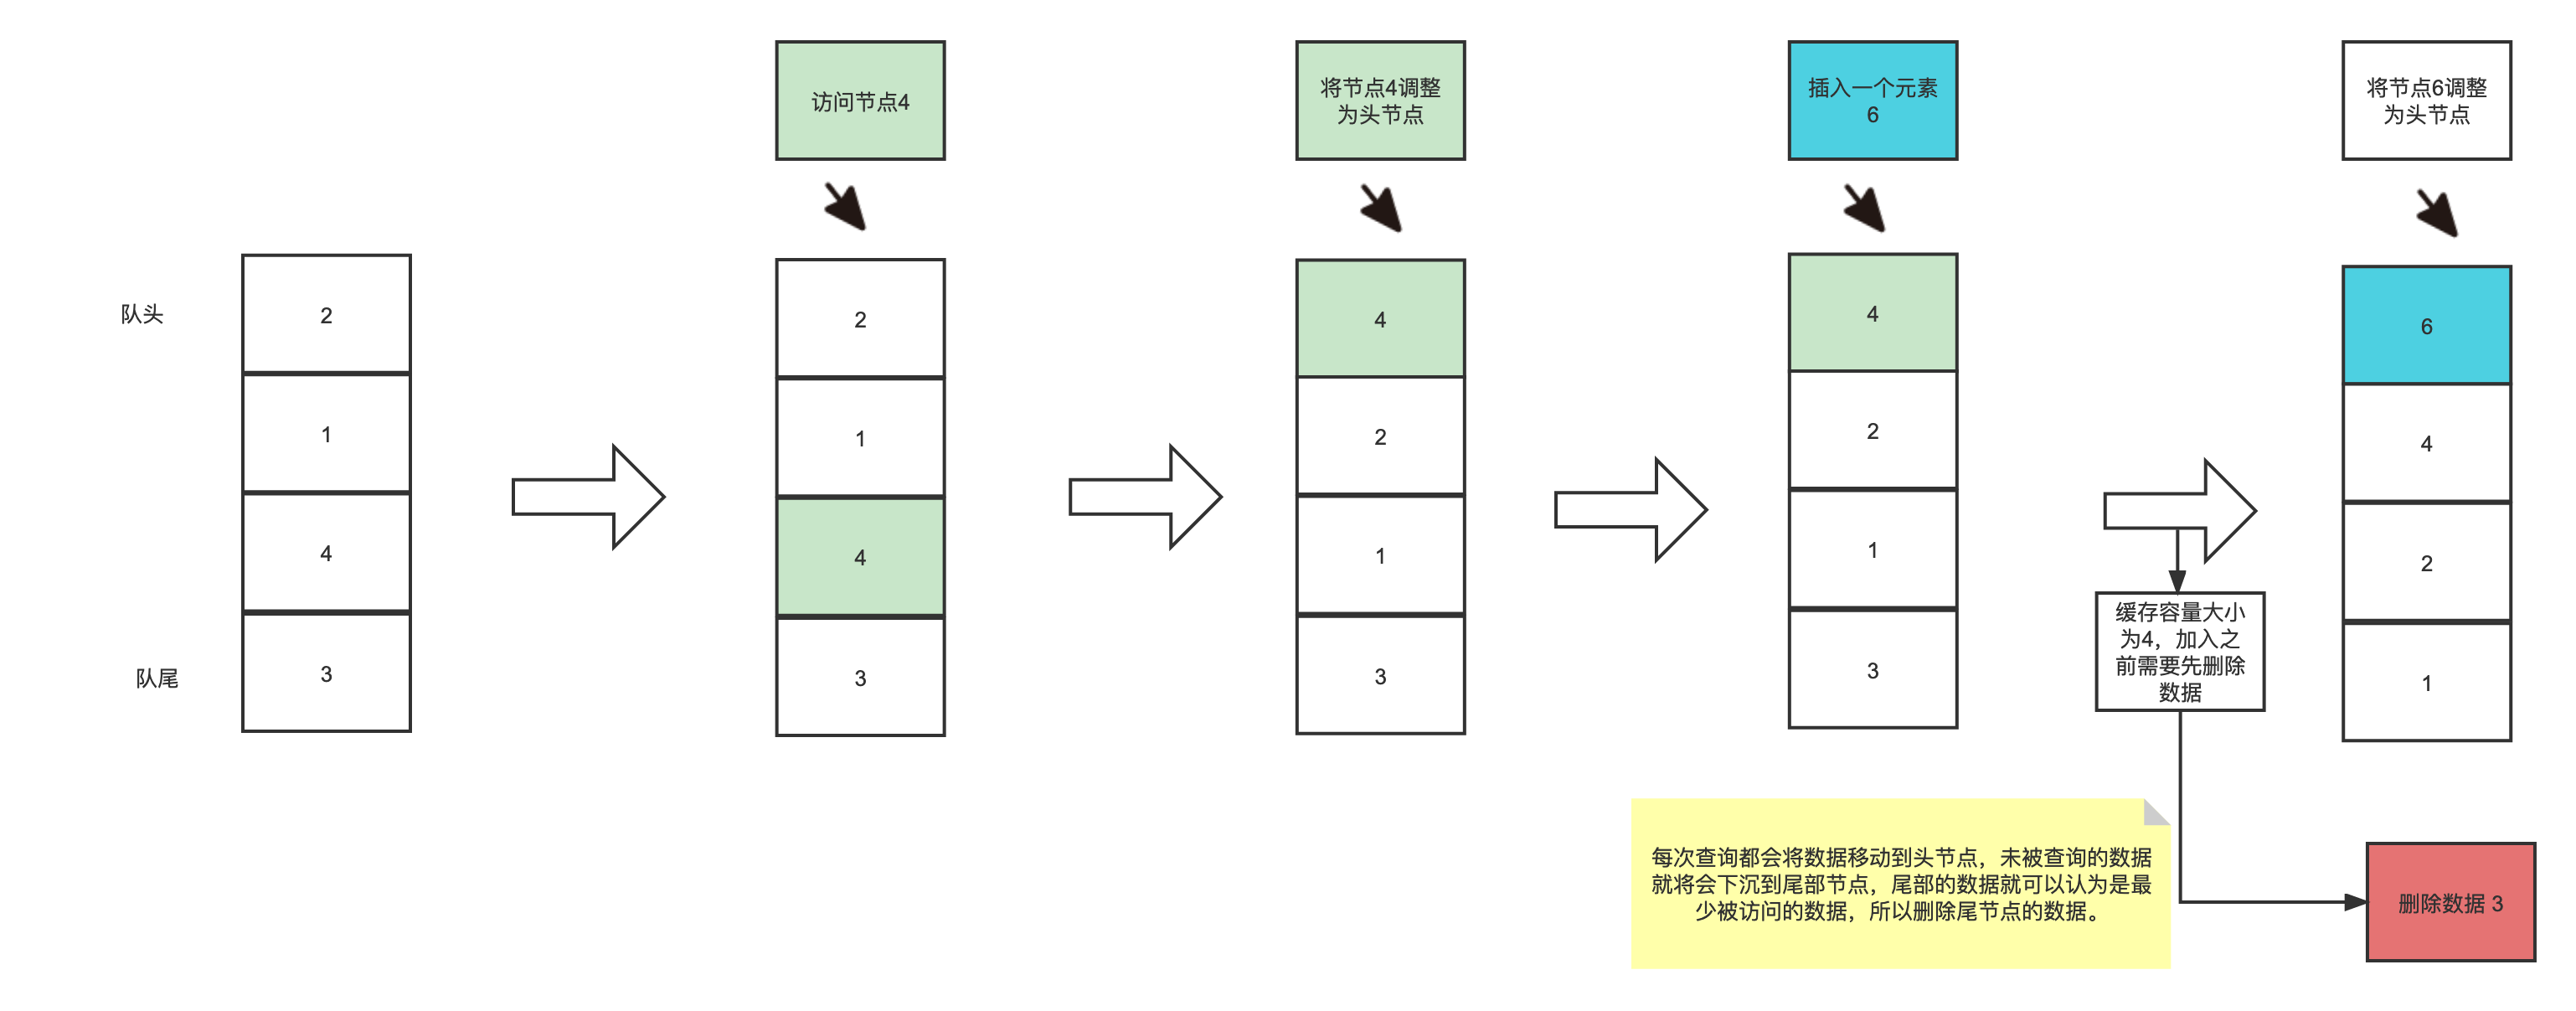 访问节点4
将节点4调整
为头节点
插入一个元素
6
将节点6调整
为头节点
队头
队尾
2
1
4
3
2
1
4
3
4
2
1
3
4
2
1
3
缓存容量大小
为4，加入之
前需要先删除
数据
6
4
2
1
每次查询都会将数据移动到头节点，未被查询的数据
就将会下沉到尾部节点，尾部的数据就可以认为是最
少被访问的数据，所以删除尾节点的数据。
删除数据 3